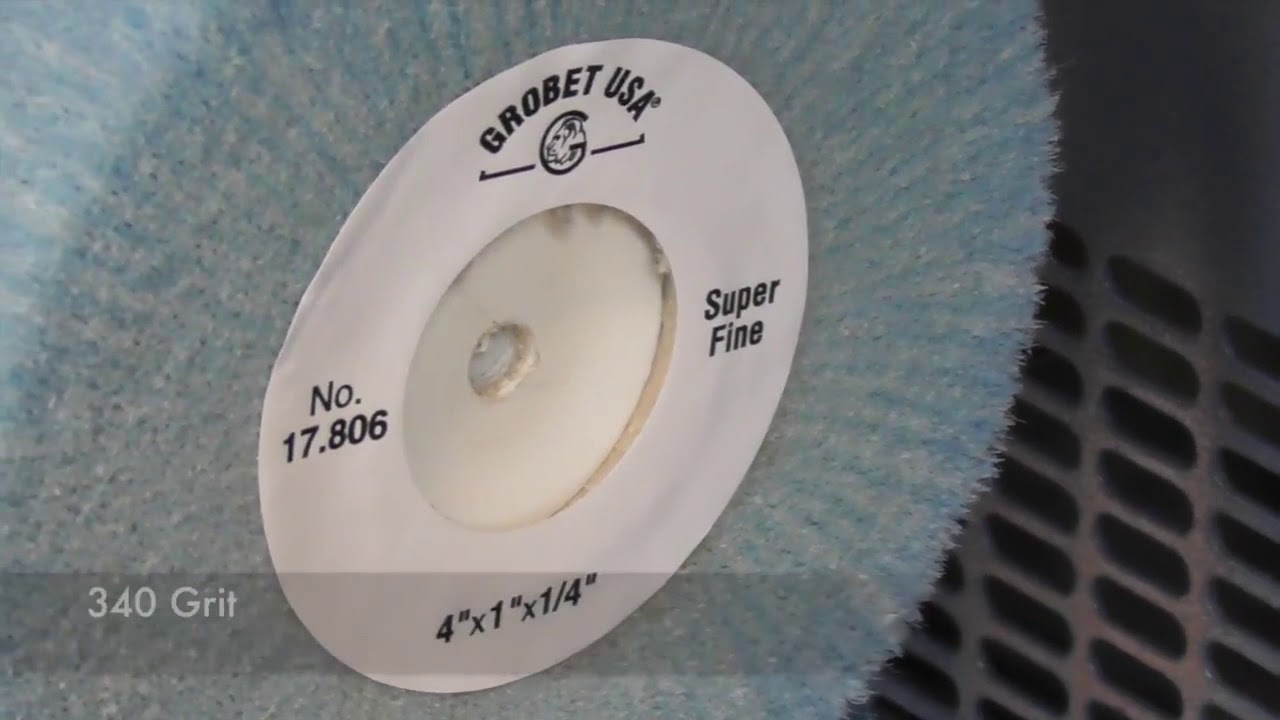 GROBET USA®
Super
Fine
No.
17.806
4"x1"x1/4"
340 Grit